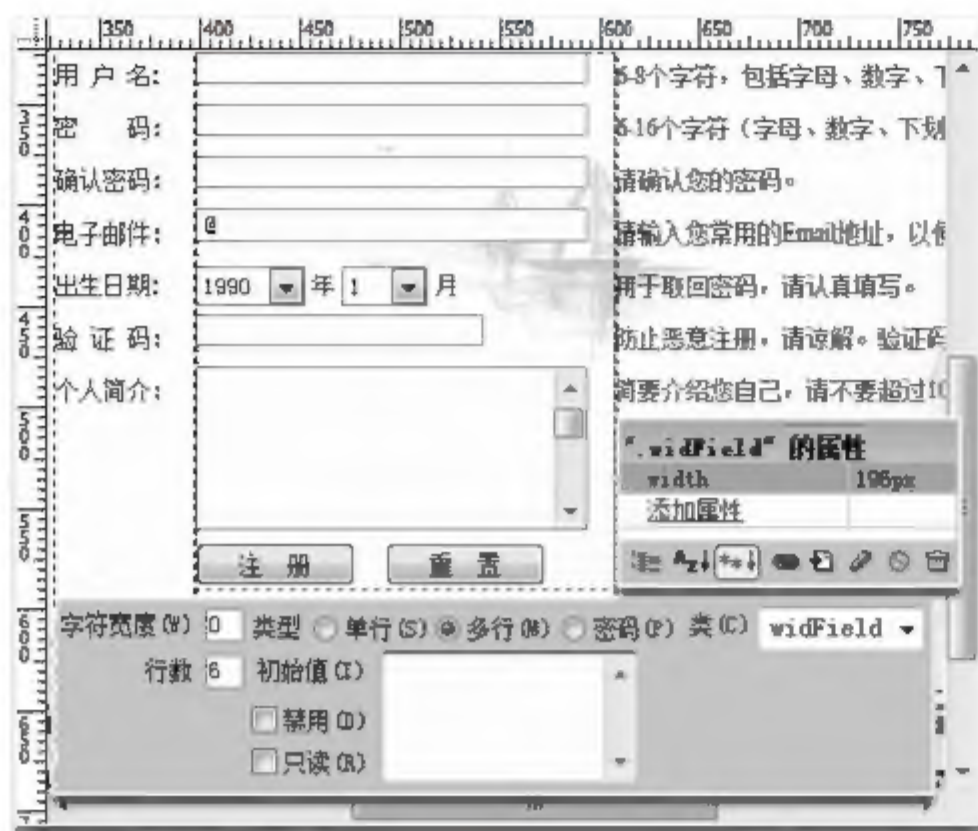 350 400 450 500 550 600 650 700 750
用 户 名: 6-8个字符，包括字母、数字、下
350
密 码: 6-16个字符（字母、数字、下划
确认密码: 请确认您的密码。
400
电子邮件: @ 请输入您常用的Email地址，以便
出生日期: 1990 年 1 月 用于取回密码，请认真填写。
450
验 证 码: 防止恶意注册，请谅解。验证码
个人简介: 简要介绍您自己，请不要超过10
500
".widField" 的属性
width 196px
添加属性
550
注 册 重 置
600
字符宽度(W) 0 类型 单行(S) 多行(M) 密码(P) 类(C) widField
行数 6 初始值(I)
650
禁用(D)
只读(R)